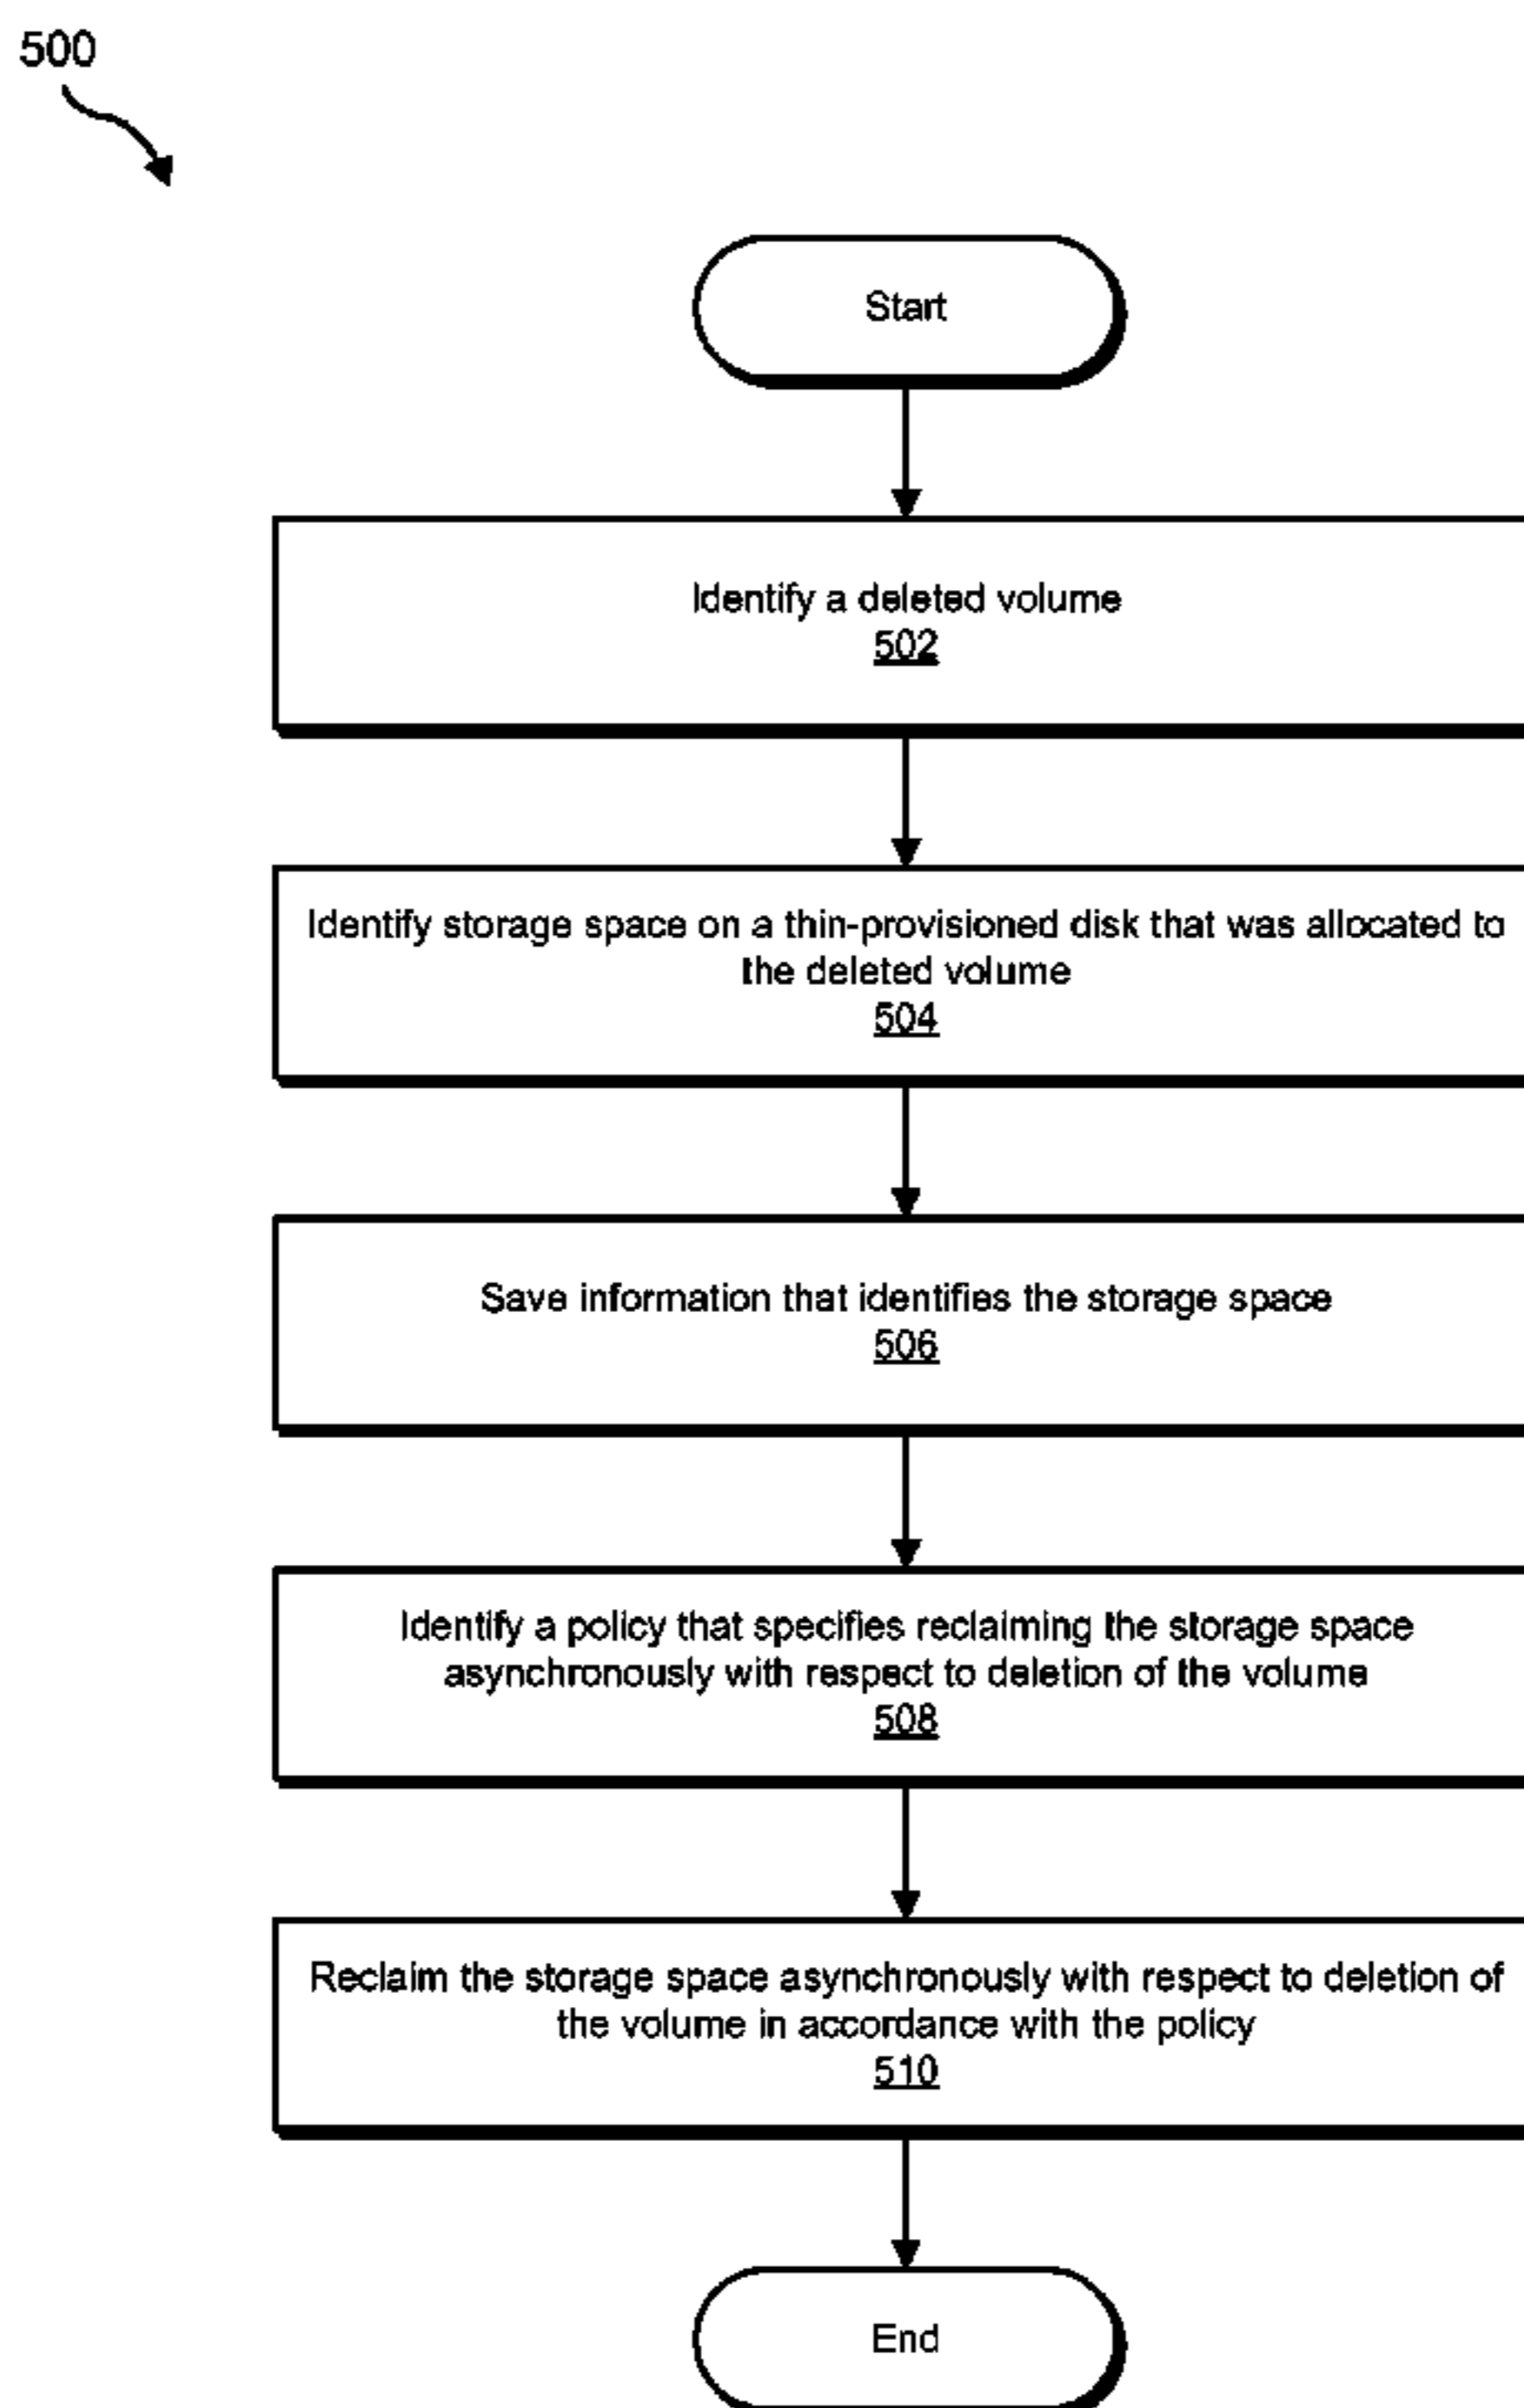 500
Start
Identify a deleted volume
502
Identify storage space on a thin-provisioned disk that was allocated to
the deleted volume
504
Save information that identifies the storage space
506
Identify a policy that specifies reclaiming the storage space
asynchronously with respect to deletion of the volume
508
Reclaim the storage space asynchronously with respect to deletion of
the volume in accordance with the policy
510
End